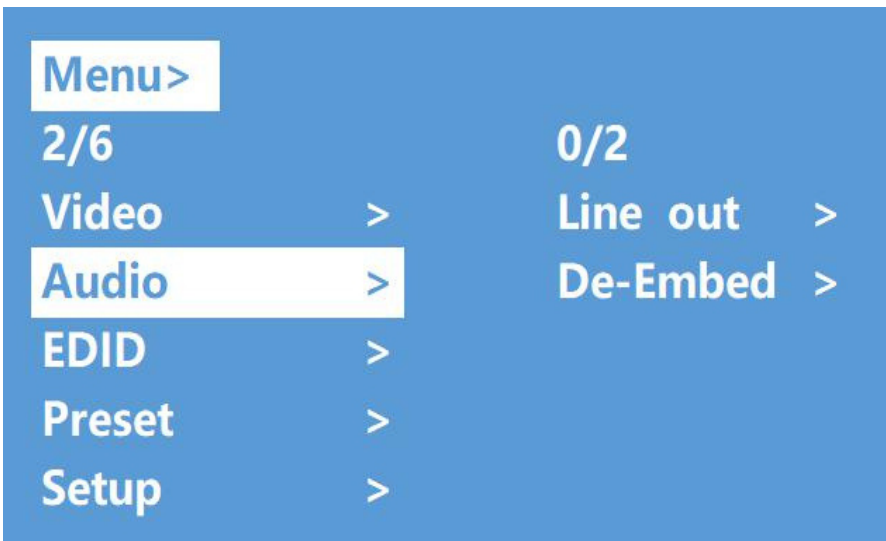 Menu>
2/6 0/2
Video > Line out >
Audio > De-Embed >
EDID >
Preset >
Setup >